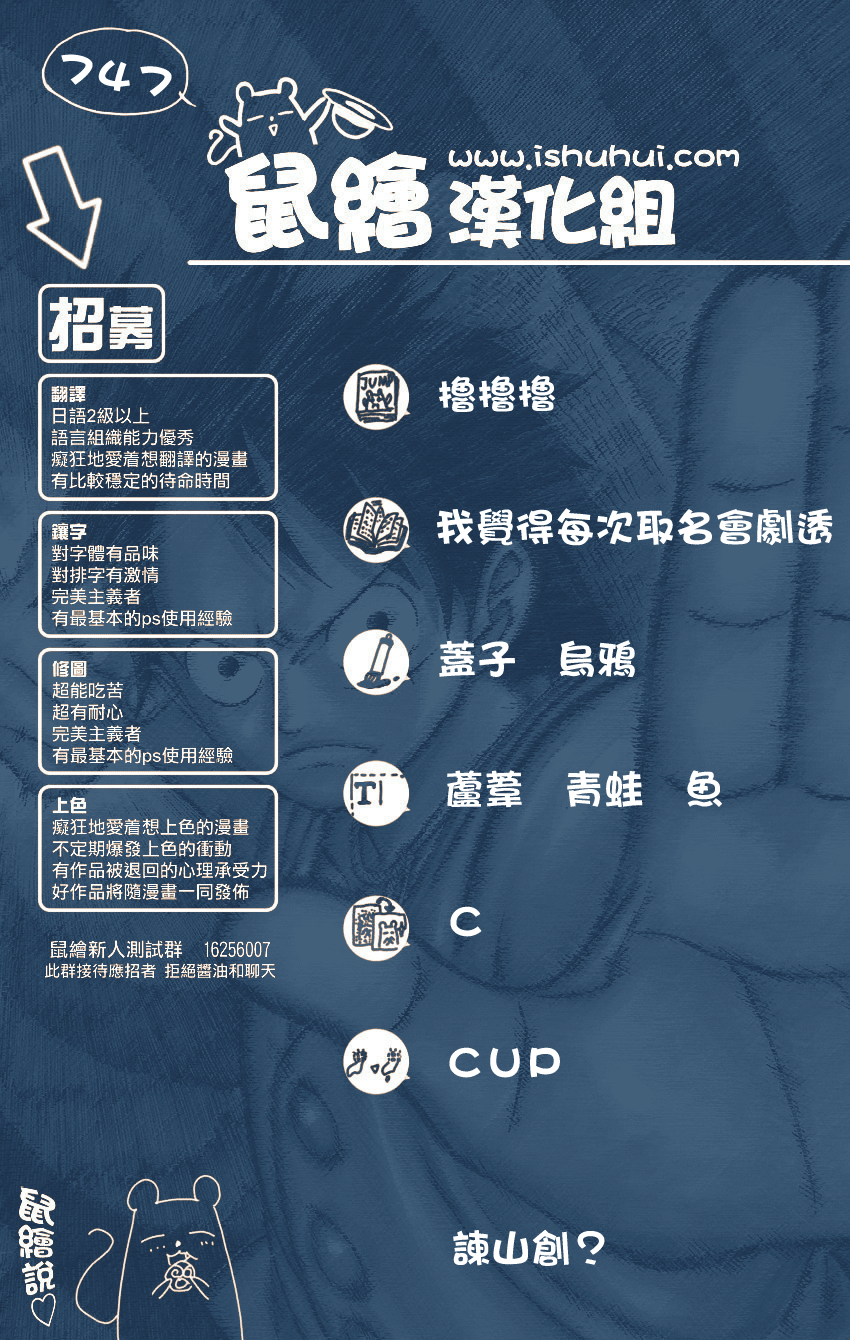 747
www.ishuhui.com
鼠繪漢化組
招募
翻譯
日語2級以上
語言組織能力優秀
癡狂地愛着想翻譯的漫畫
有比較穩定的待命時間
鑲字
對字體有品味
對排字有激情
完美主義者
有最基本的ps使用經驗
修圖
超能吃苦
超有耐心
完美主義者
有最基本的ps使用經驗
上色
癡狂地愛着想上色的漫畫
不定期爆發上色的衝動
有作品被退回的心理承受力
好作品將隨漫畫一同發佈
鼠繪新人測試群 16256007
此群接待應招者 拒絕醬油和聊天
JUMP
擼擼擼
我覺得每次取名會劇透
蓋子 烏鴉
T
蘆葦 青蛙 魚
C
CUP
鼠繪說♡
諫山創？